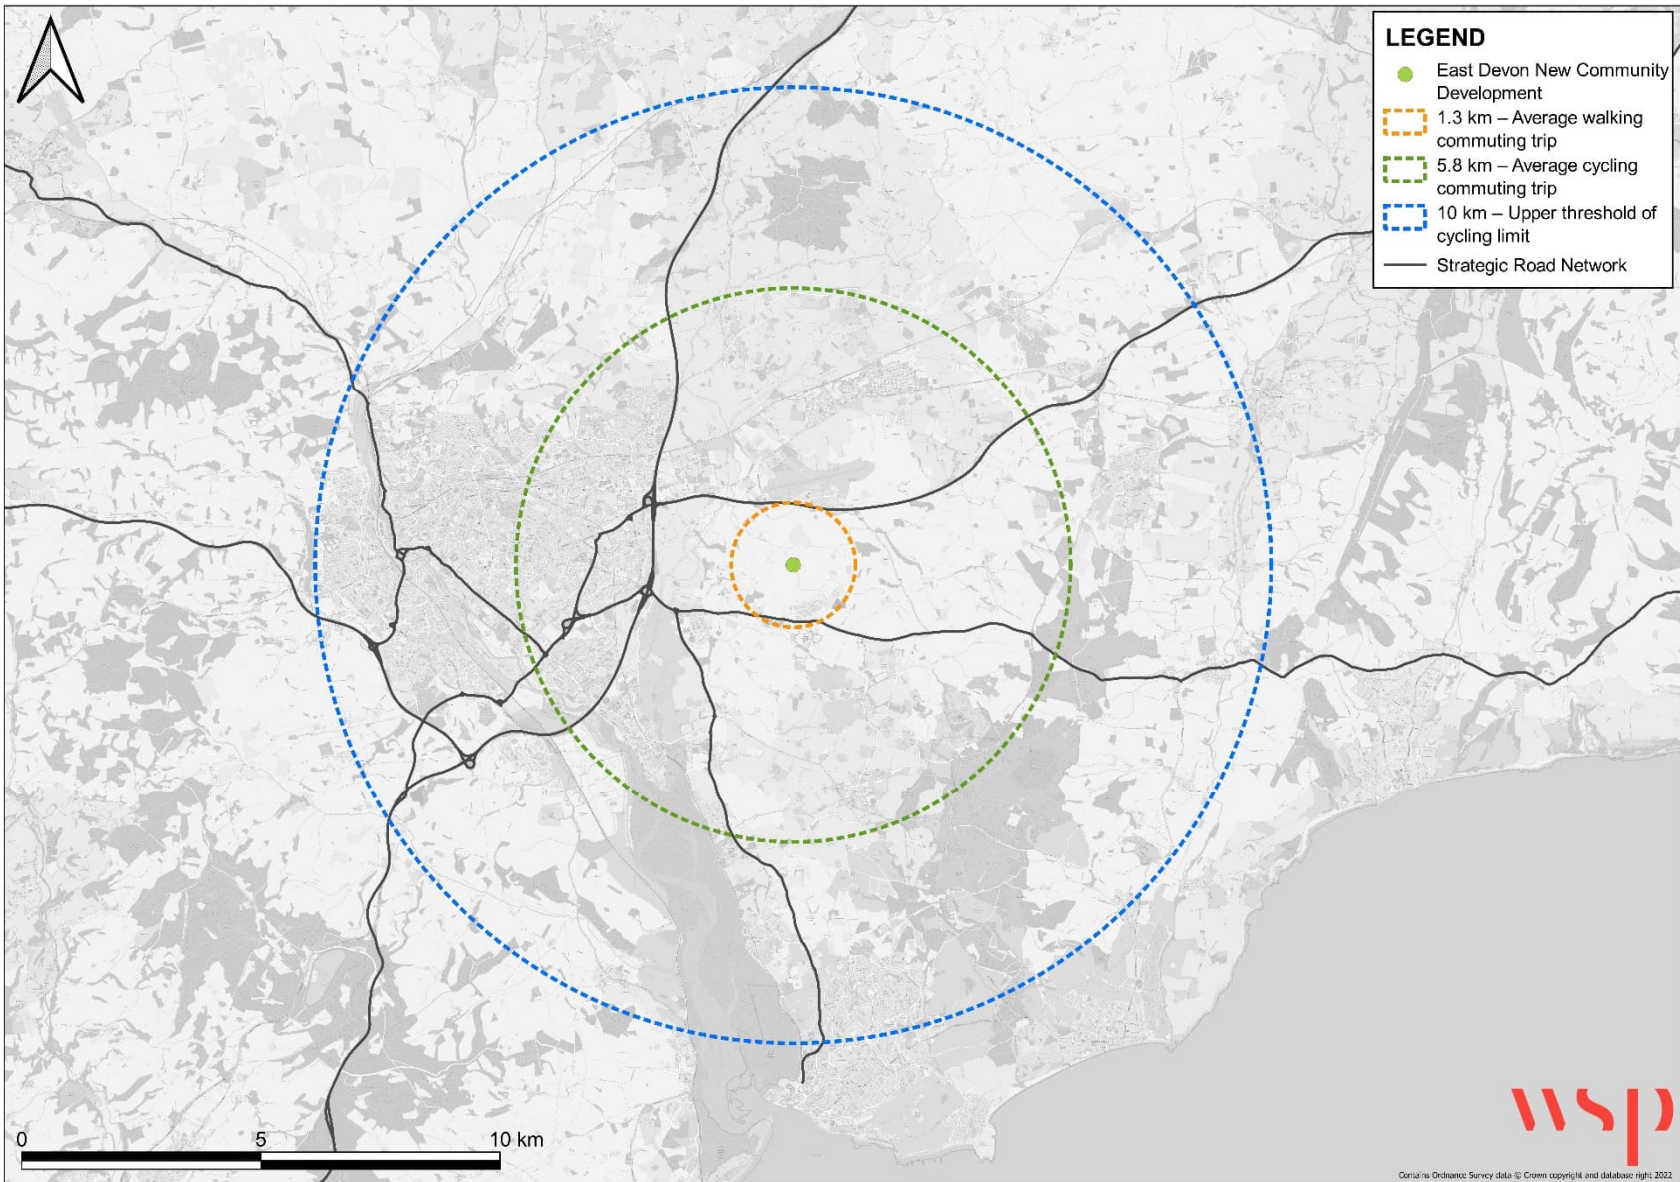 LEGEND
East Devon New Community
Development
1.3 km – Average walking
commuting trip
5.8 km – Average cycling
commuting trip
10 km – Upper threshold of
cycling limit
Strategic Road Network
0 5 10 km
wsp
Contains Ordnance Survey data © Crown copyright and database right 2022